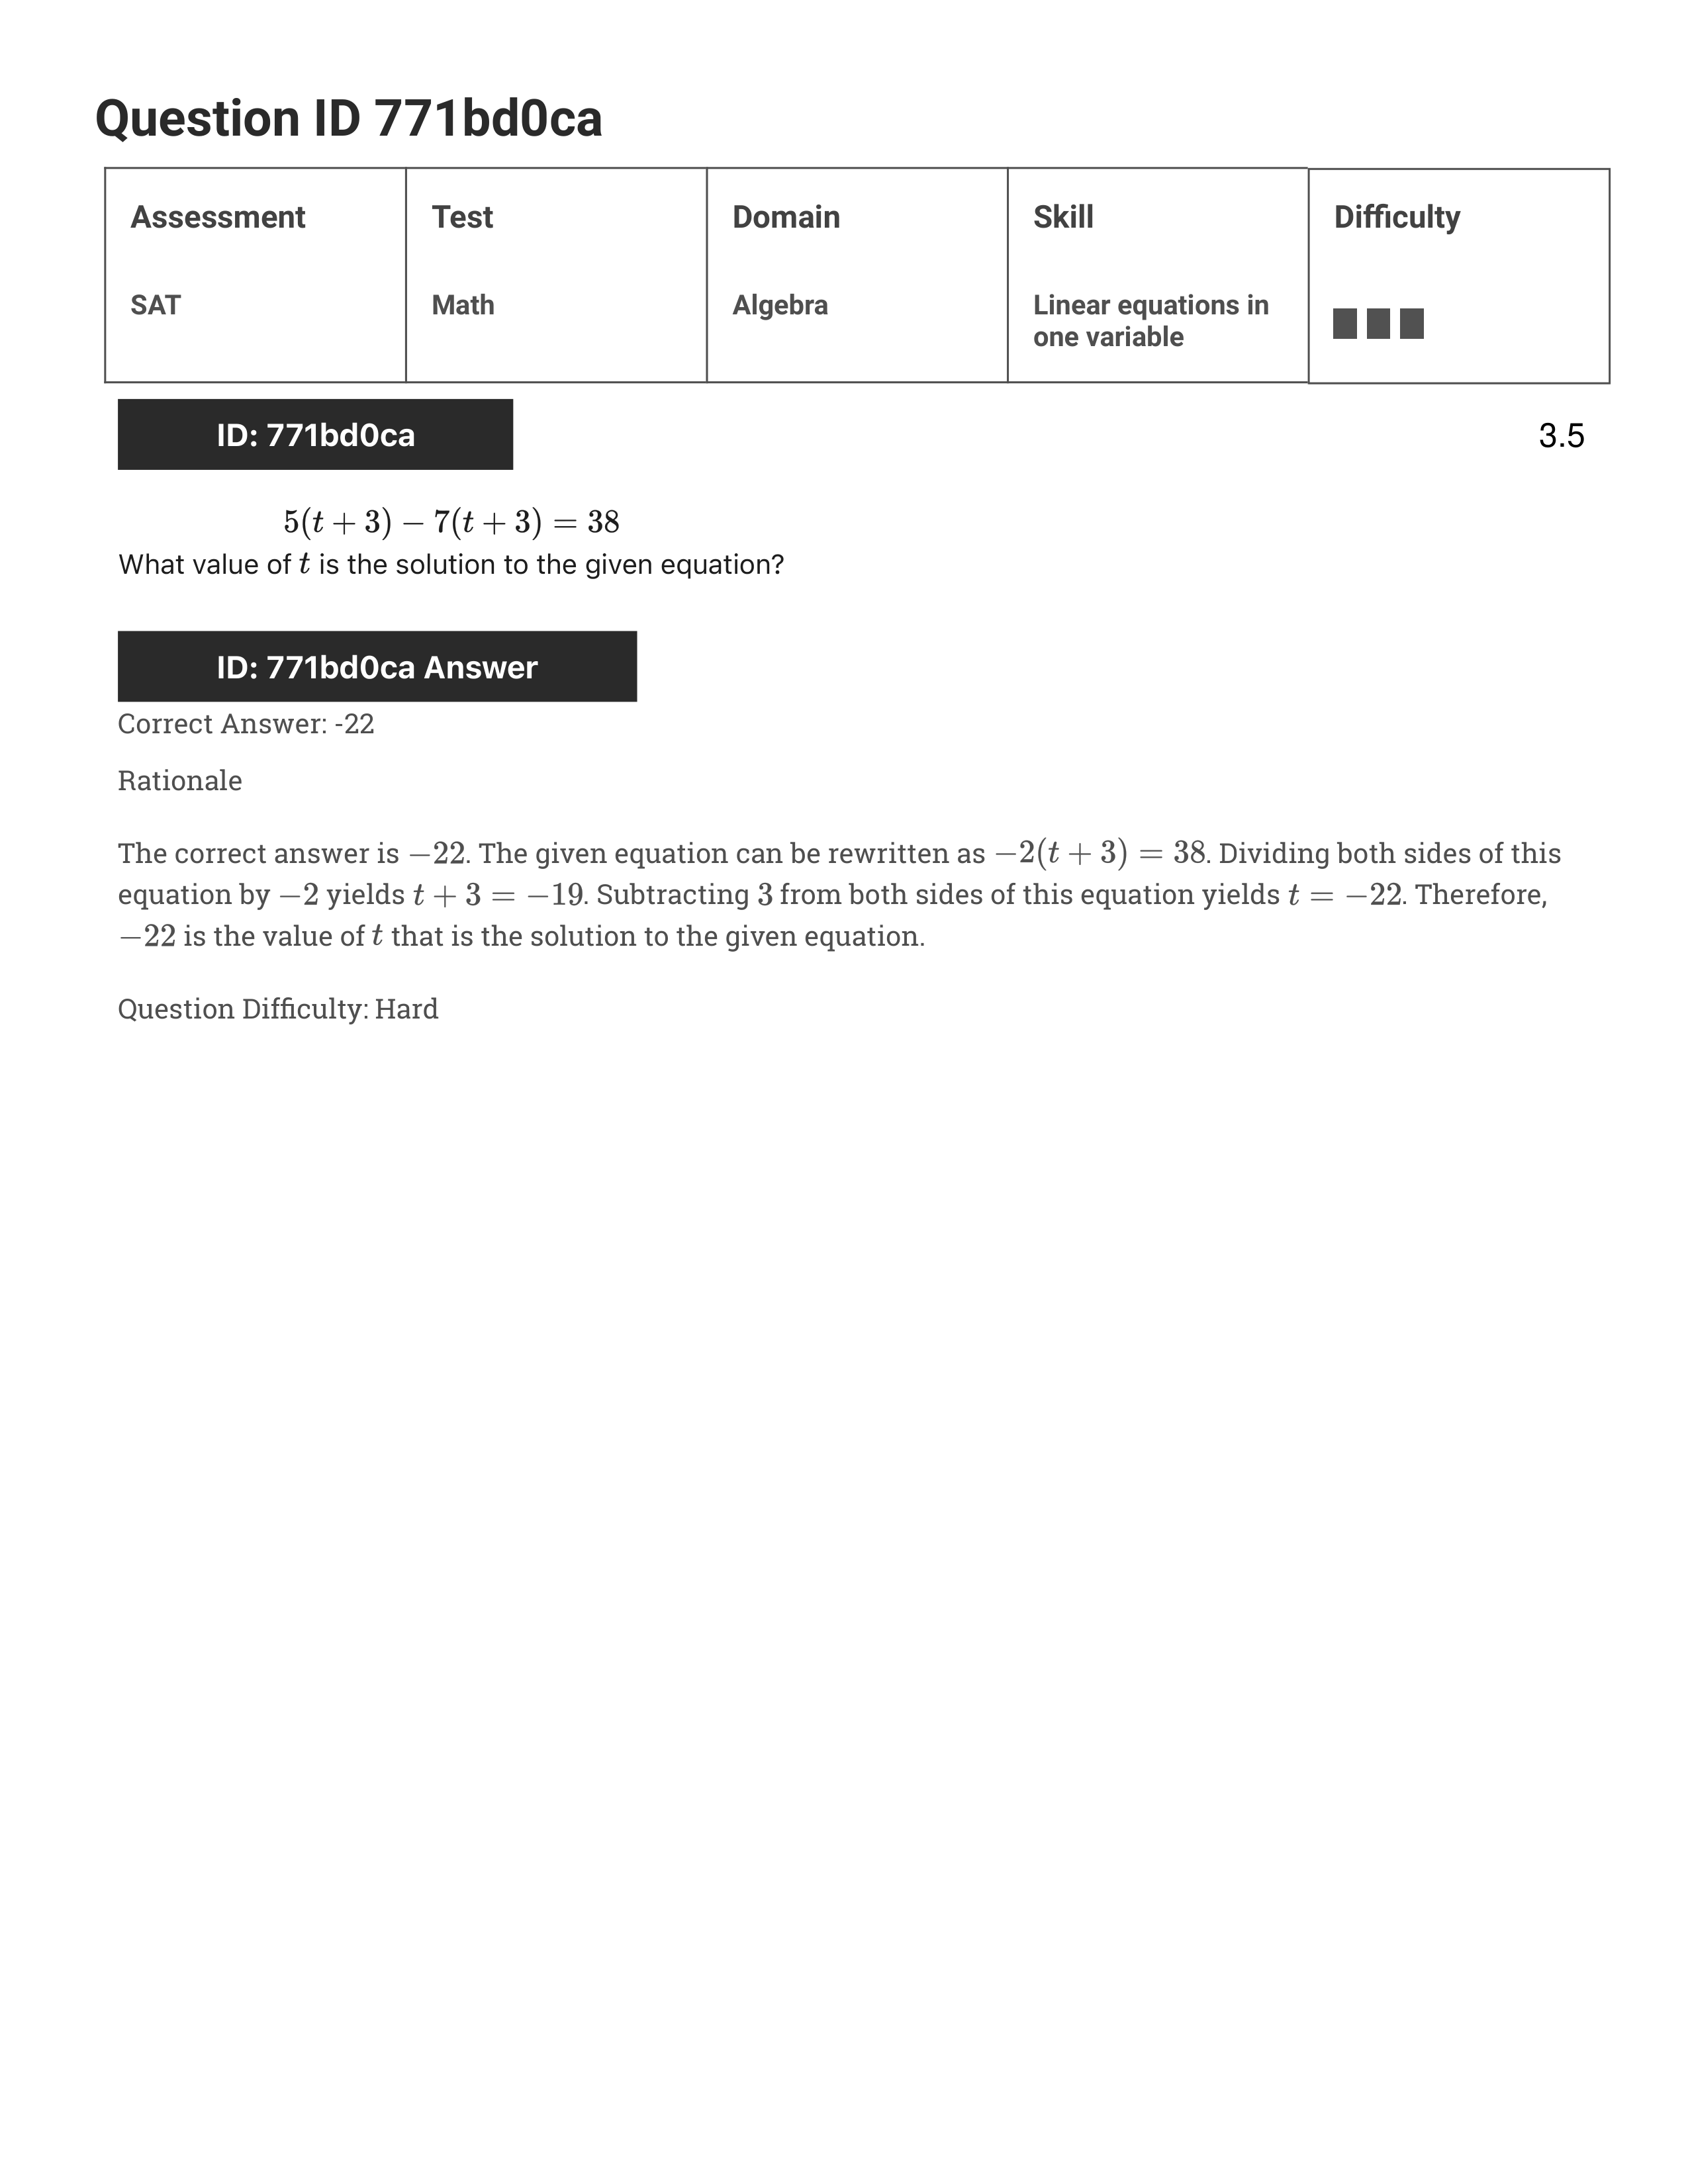 Question ID 771bd0ca
Assessment
Test
Domain
Skill
Difficulty
SAT
Math
Algebra
Linear equations in
one variable
ID: 771bd0ca
3.5
5(t + 3) − 7(t + 3) = 38
What value of t is the solution to the given equation?
ID: 771bd0ca Answer
Correct Answer: -22
Rationale
The correct answer is −22. The given equation can be rewritten as −2(t + 3) = 38. Dividing both sides of this
equation by −2 yields t + 3 = −19. Subtracting 3 from both sides of this equation yields t = −22. Therefore,
−22 is the value of t that is the solution to the given equation.
Question Difficulty: Hard